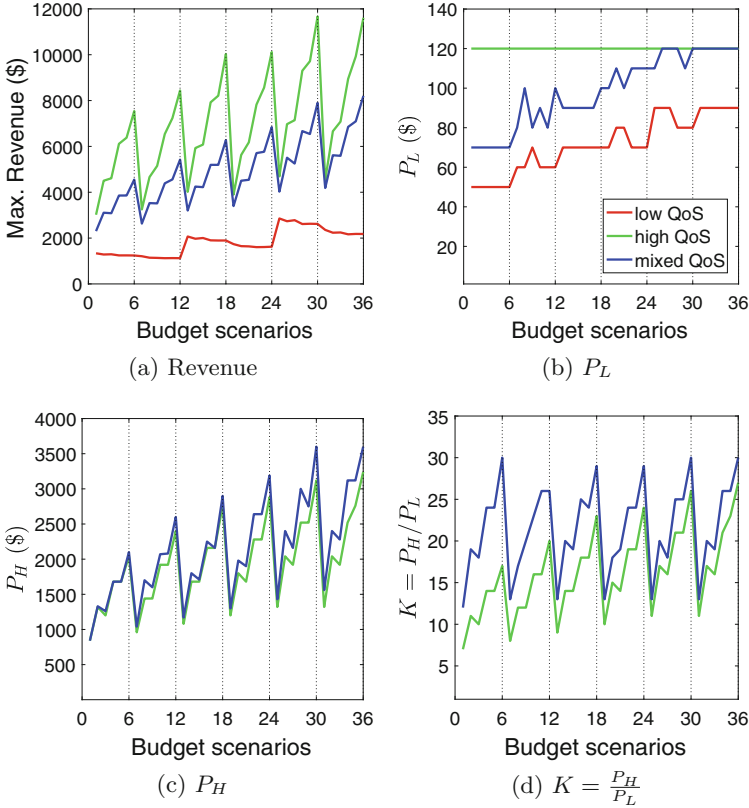 12000
10000
8000
6000
4000
2000
0
Max. Revenue ($)
0 6 12 18 24 30 36
Budget scenarios
(a) Revenue
140
120
100
80
60
40
20
P_L ($)
low QoS
high QoS
mixed QoS
0 6 12 18 24 30 36
Budget scenarios
(b) P_L
4000
3500
3000
2500
2000
1500
1000
500
P_H ($)
0 6 12 18 24 30 36
Budget scenarios
(c) P_H
35
30
25
20
15
10
5
K = P_H/P_L
0 6 12 18 24 30 36
Budget scenarios
(d) K = P_H/P_L